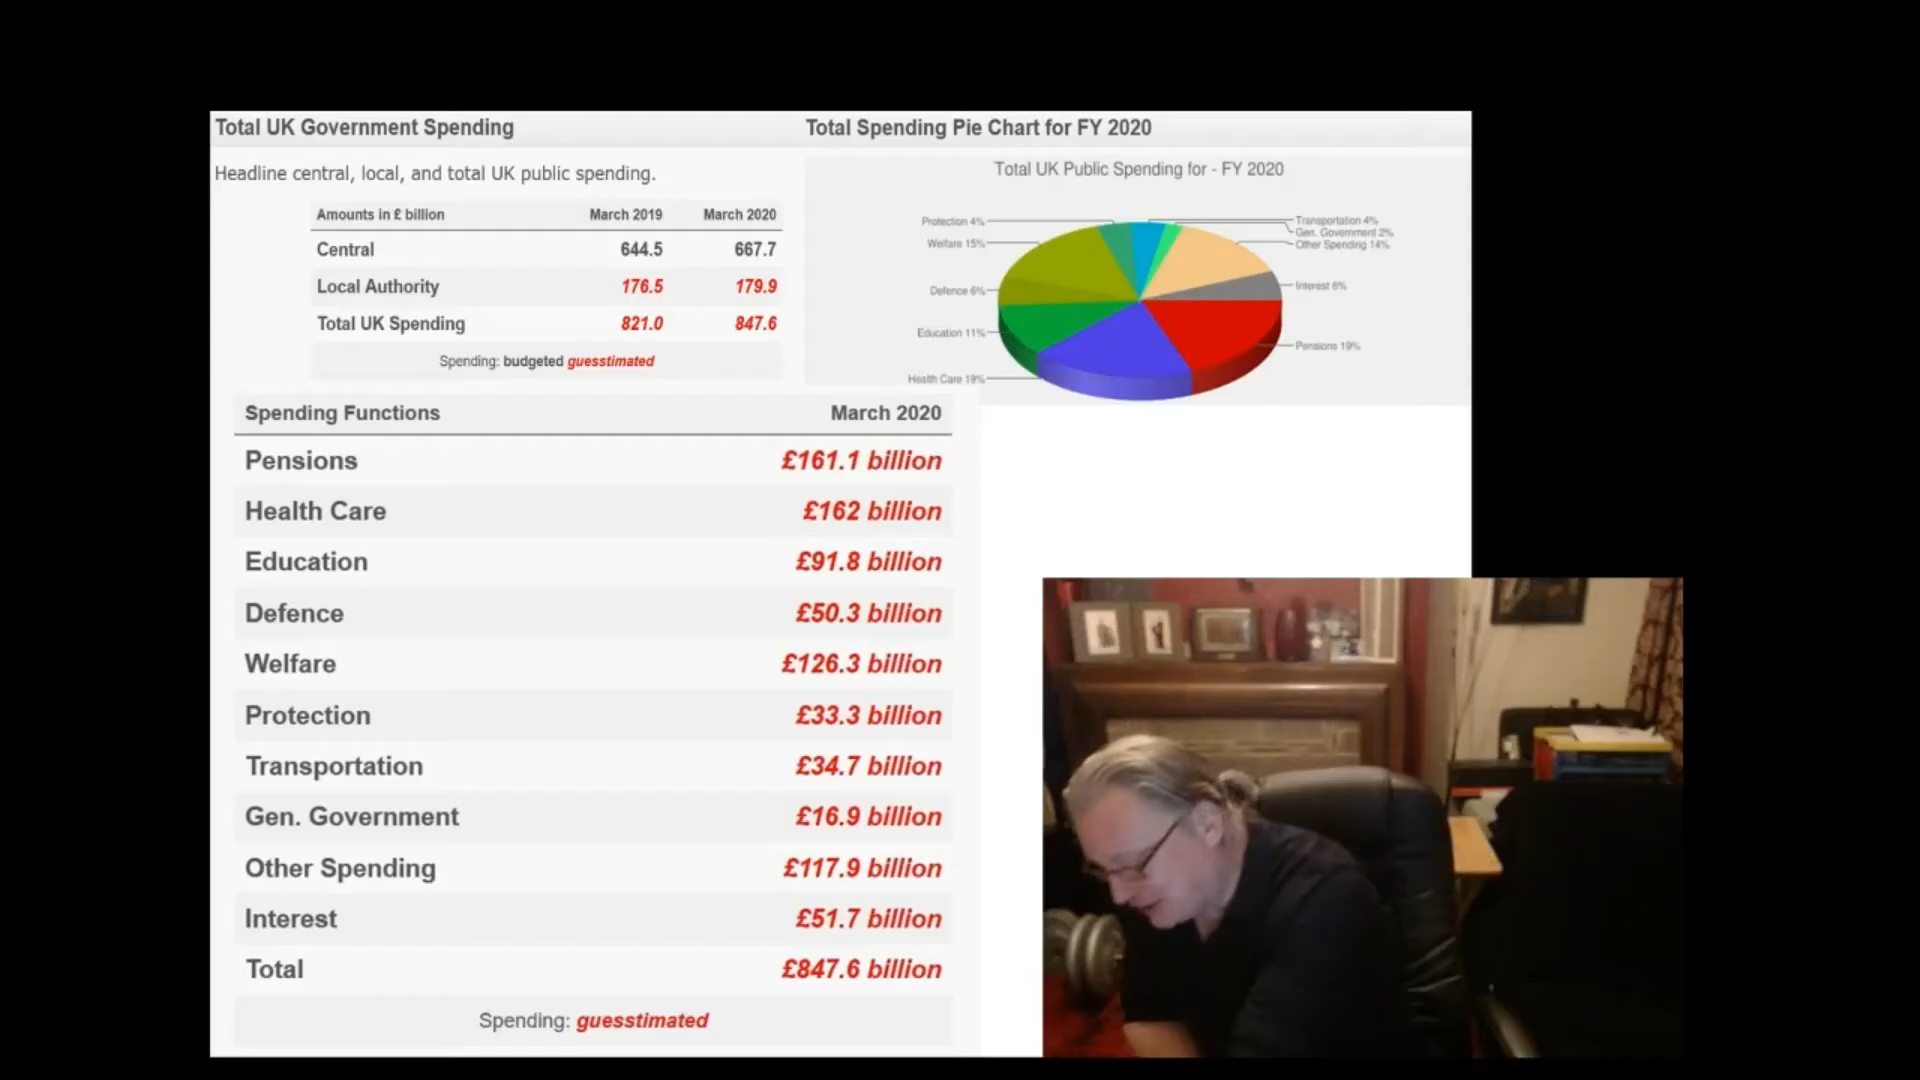 Total UK Government Spending
Headline central, local, and total UK public spending.
Amounts in £ billion March 2019 March 2020
Central 644.5 667.7
Local Authority 176.5 179.9
Total UK Spending 821.0 847.6
Spending: budgeted guesstimated
Total Spending Pie Chart for FY 2020
Total UK Public Spending for - FY 2020
Protection 4%
Welfare 15%
Defence 6%
Education 11%
Health Care 19%
Transportation 4%
Gen. Government 2%
Other Spending 14%
Interest 6%
Pensions 19%
Spending Functions March 2020
Pensions £161.1 billion
Health Care £162 billion
Education £91.8 billion
Defence £50.3 billion
Welfare £126.3 billion
Protection £33.3 billion
Transportation £34.7 billion
Gen. Government £16.9 billion
Other Spending £117.9 billion
Interest £51.7 billion
Total £847.6 billion
Spending: guesstimated